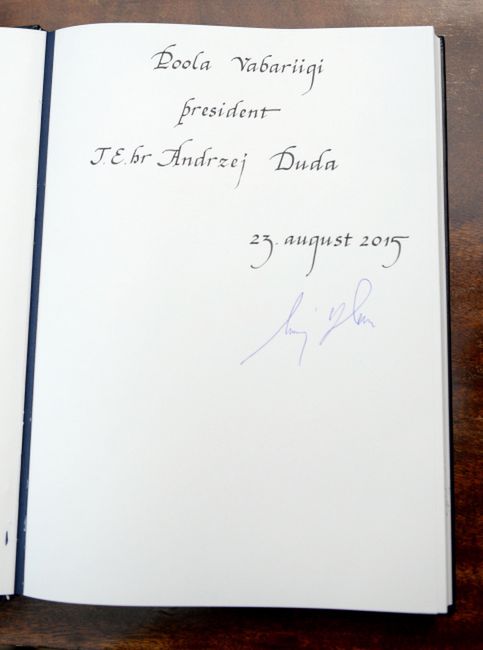 Poola Vabariigi
president
T.E. hr Andrzej Duda
23. august 2015